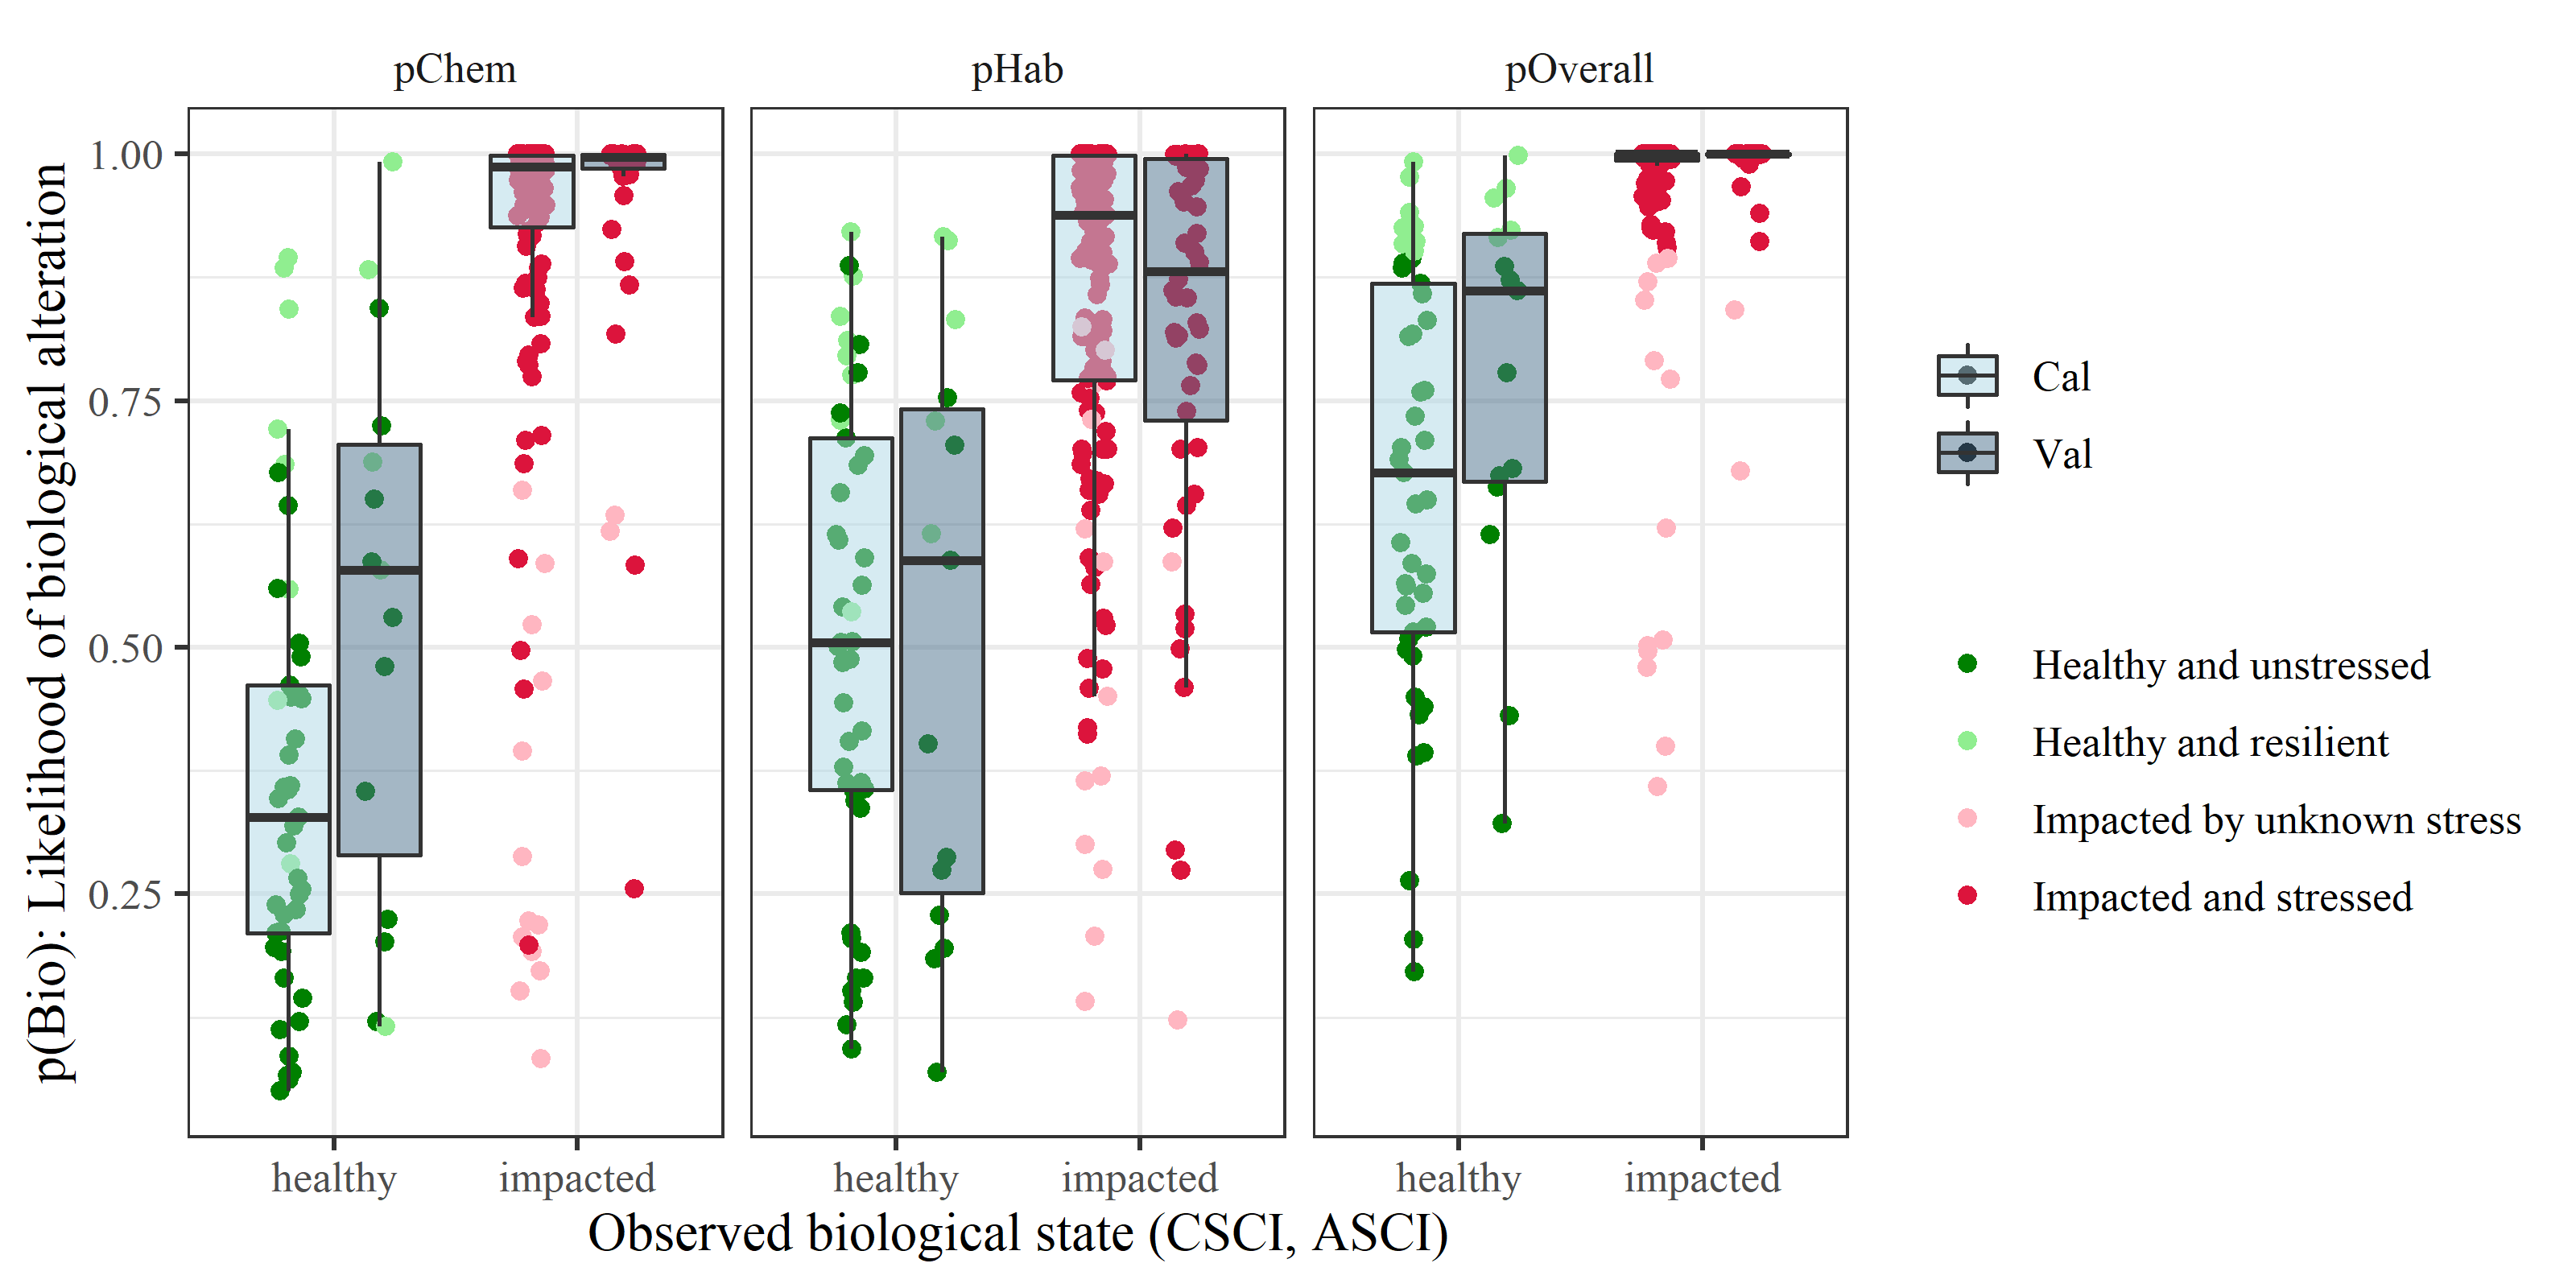 pChem pHab pOverall
p(Bio): Likelihood of biological alteration
1.00
0.75
0.50
0.25
healthy impacted healthy impacted healthy impacted
Observed biological state (CSCI, ASCI)
Cal
Val
Healthy and unstressed
Healthy and resilient
Impacted by unknown stress
Impacted and stressed